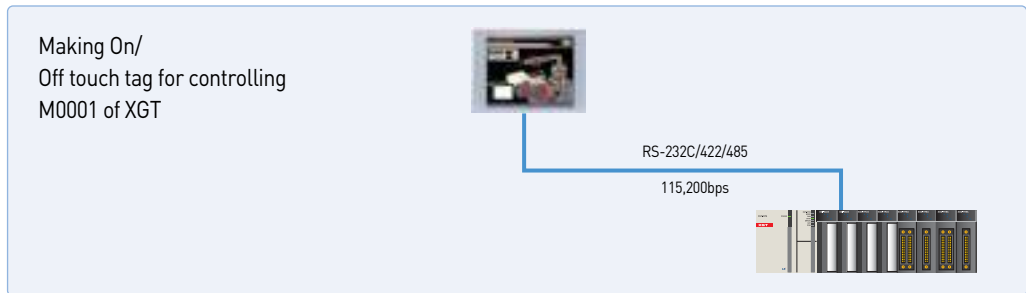 Making On/
Off touch tag for controlling
M0001 of XGT
RS-232C/422/485
115,200bps